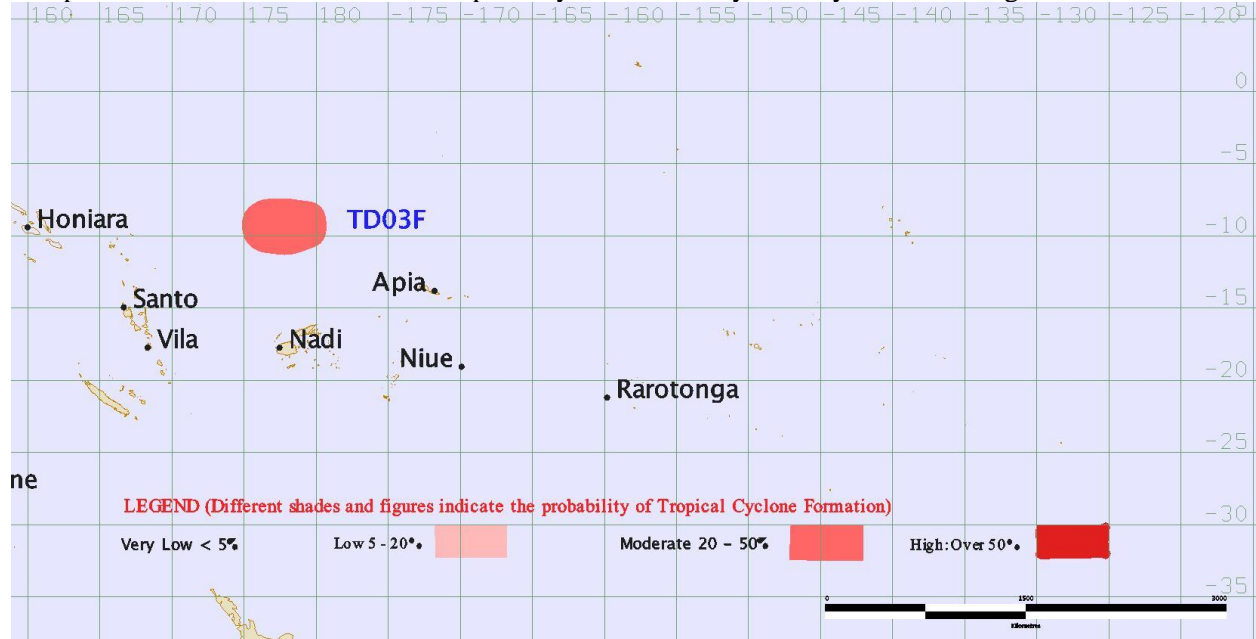 160 165 170 175 180 -175 -170 -165 -160 -155 -150 -145 -140 -135 -130 -125 -120
0
-5
Honiara
TD03F
-10
Apia
Santo
-15
Vila
Nadi
Niue
-20
Rarotonga
-25
ne
LEGEND (Different shades and figures indicate the probability of Tropical Cyclone Formation)
-30
Very Low < 5%
Low 5 - 20%
Moderate 20 - 50%
High: Over 50%
-35
0 1500 3000
Kilometres